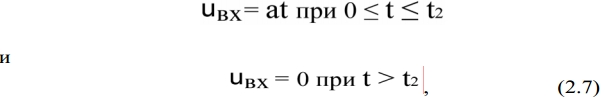 uвх= at при 0 ≤ t ≤ t2
и
uвх = 0 при t > t2, (2.7)